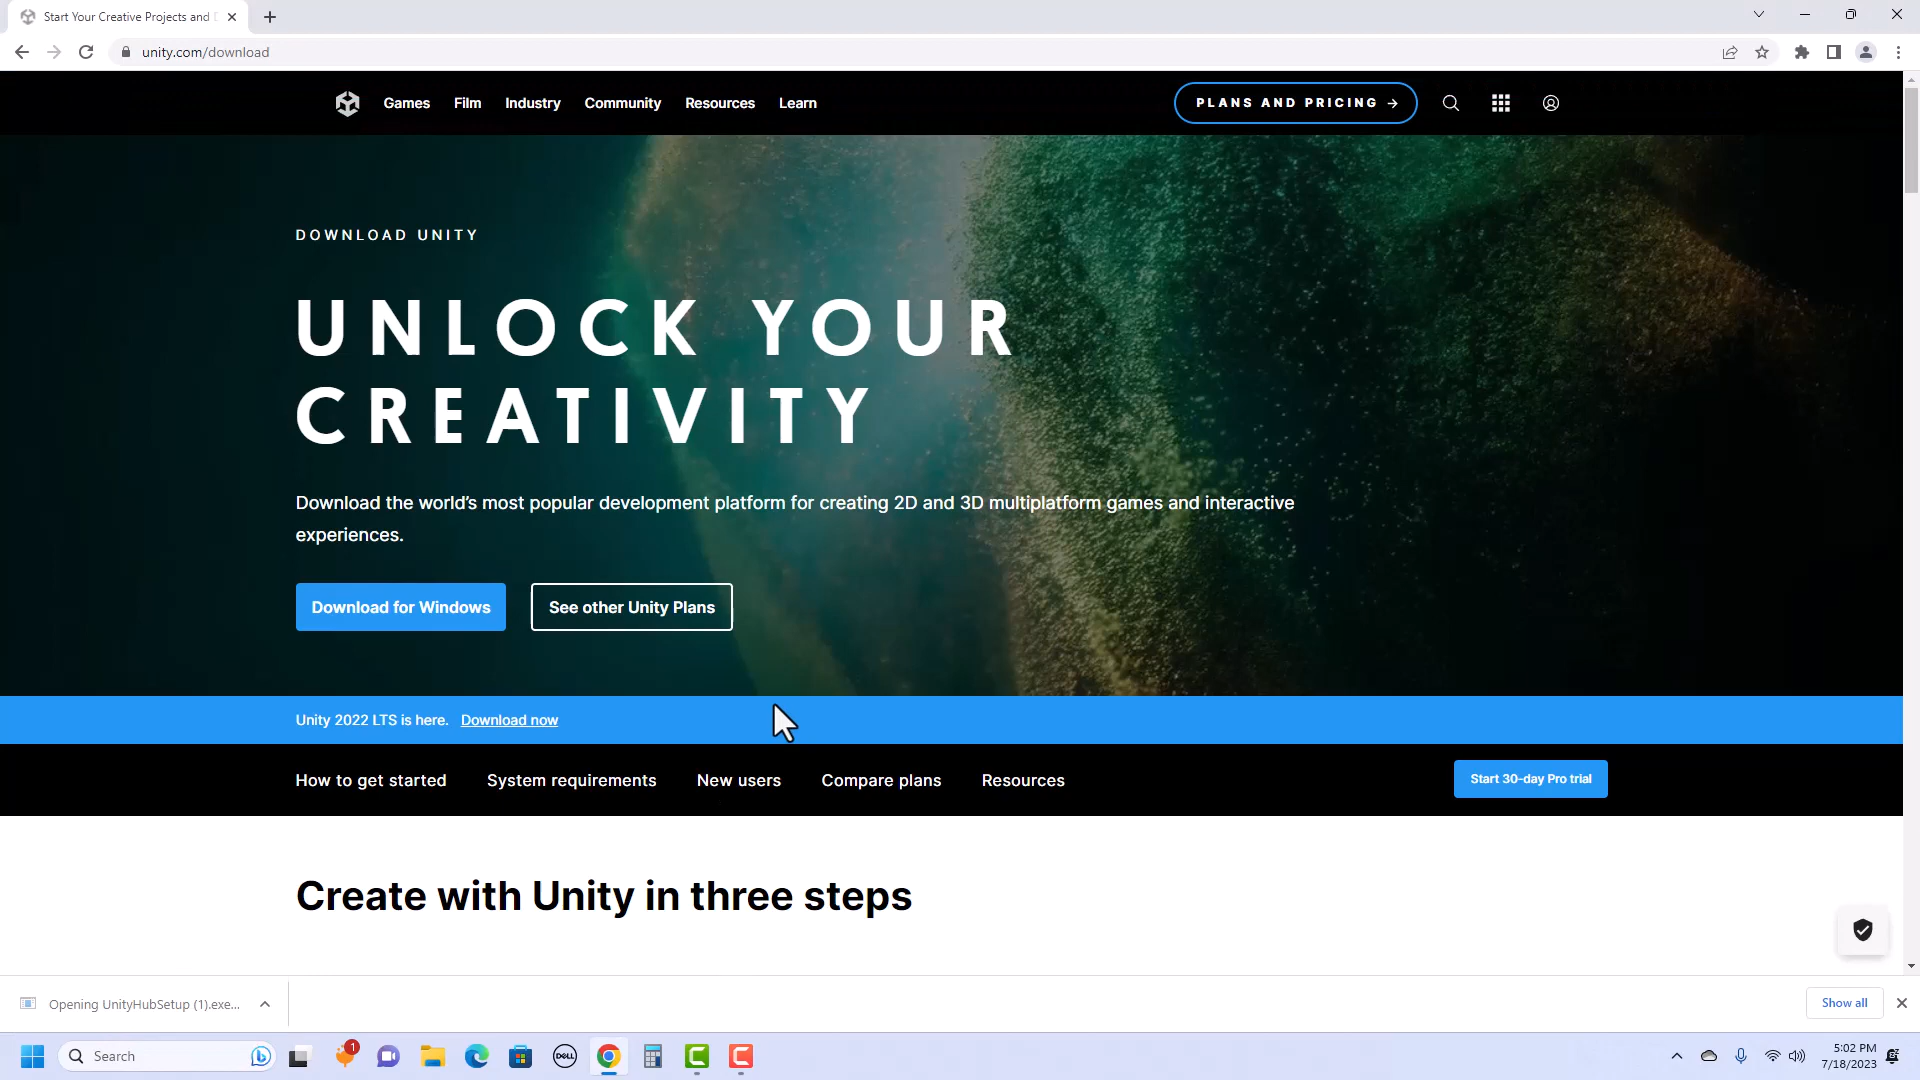 Start Your Creative Projects and
unity.com/download
Games Film Industry Community Resources Learn
PLANS AND PRICING →
DOWNLOAD UNITY
UNLOCK YOUR
CREATIVITY
Download the world's most popular development platform for creating 2D and 3D multiplatform games and interactive
experiences.
Download for Windows See other Unity Plans
Unity 2022 LTS is here. Download now
How to get started System requirements New users Compare plans Resources Start 30-day Pro trial
Create with Unity in three steps
Opening UnityHubSetup (1).exe...
Show all
Search
1
DELL
5:02 PM
7/18/2023